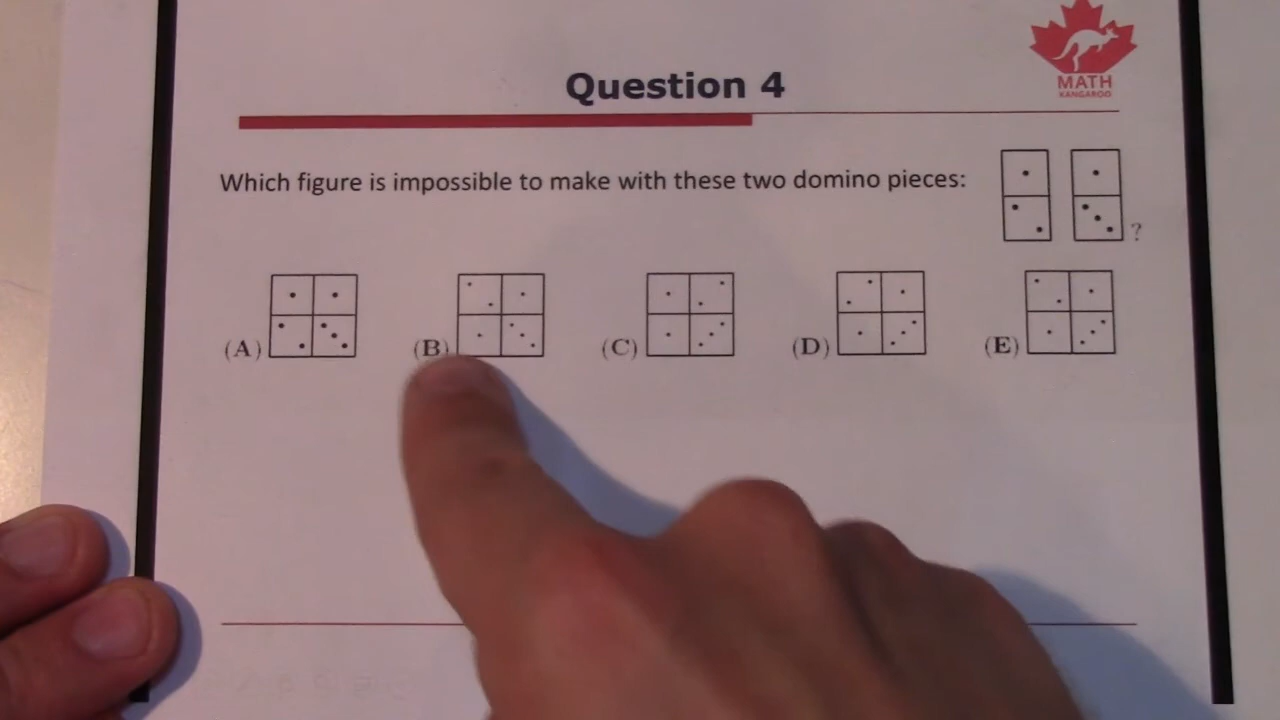 MATH
KANGAROO
Question 4
Which figure is impossible to make with these two domino pieces:
?
(A) (B) (C) (D) (E)